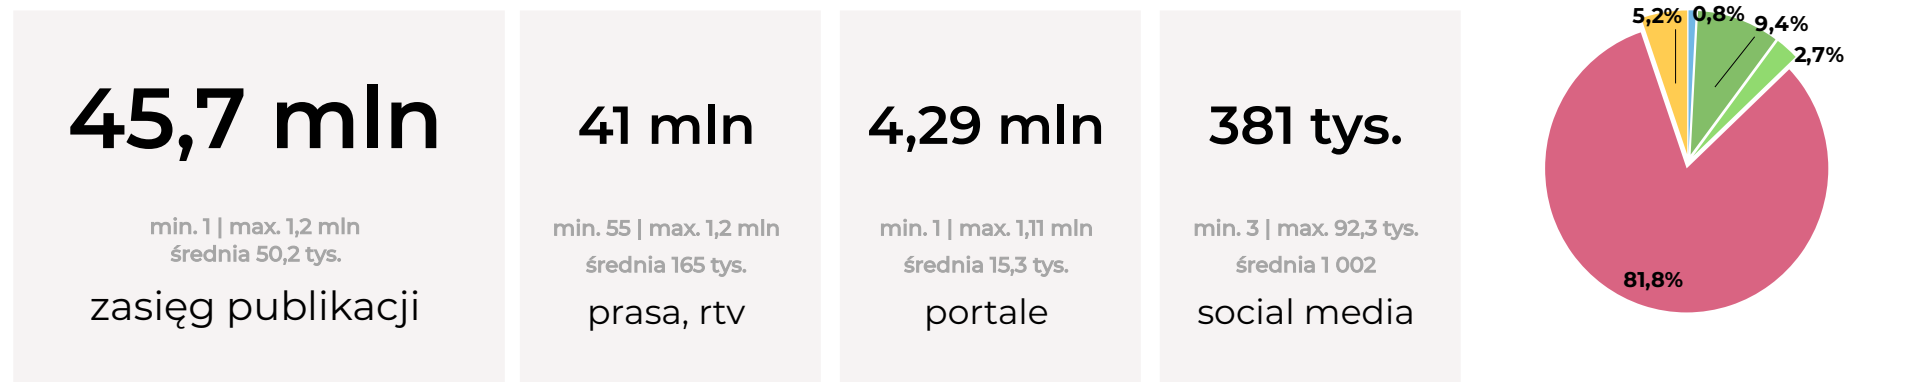 45,7 mln
min. 1 | max. 1,2 mln
średnia 50,2 tys.
zasięg publikacji
41 mln
min. 55 | max. 1,2 mln
średnia 165 tys.
prasa, rtv
4,29 mln
min. 1 | max. 1,11 mln
średnia 15,3 tys.
portale
381 tys.
min. 3 | max. 92,3 tys.
średnia 1 002
social media
5,2%
0,8%
9,4%
2,7%
81,8%